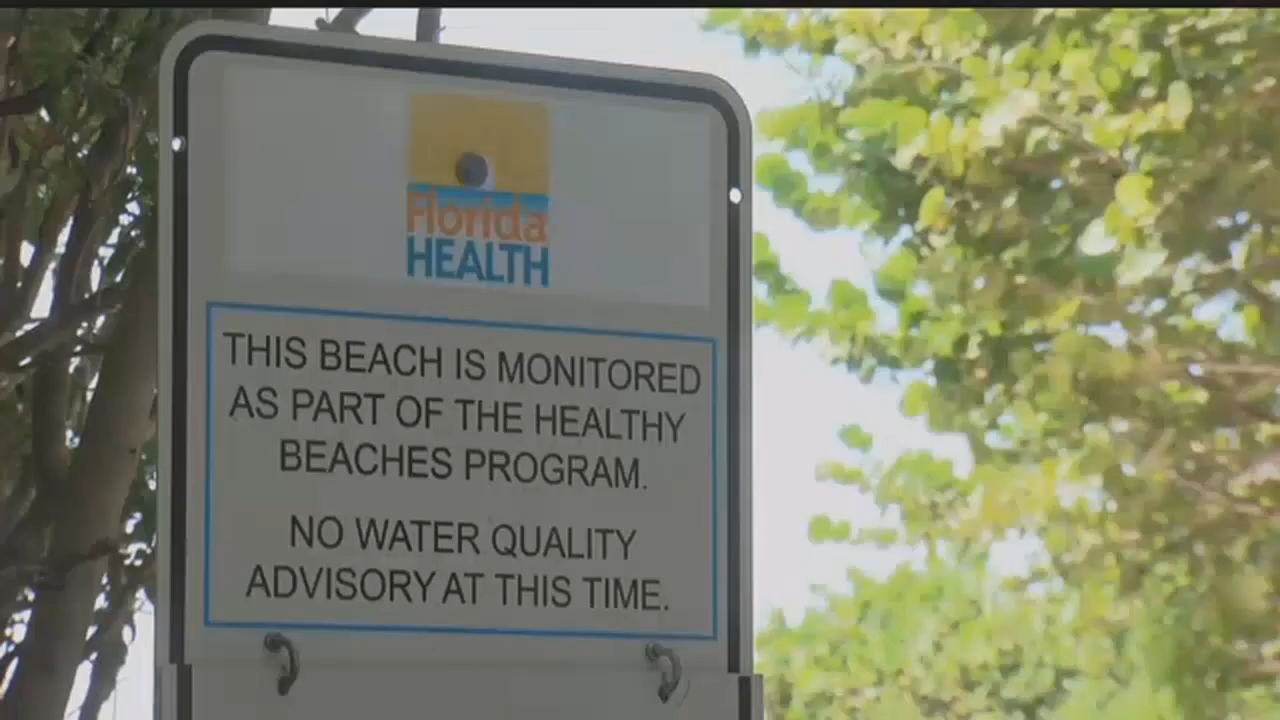 Florida
HEALTH
THIS BEACH IS MONITORED
AS PART OF THE HEALTHY
BEACHES PROGRAM.
NO WATER QUALITY
ADVISORY AT THIS TIME.